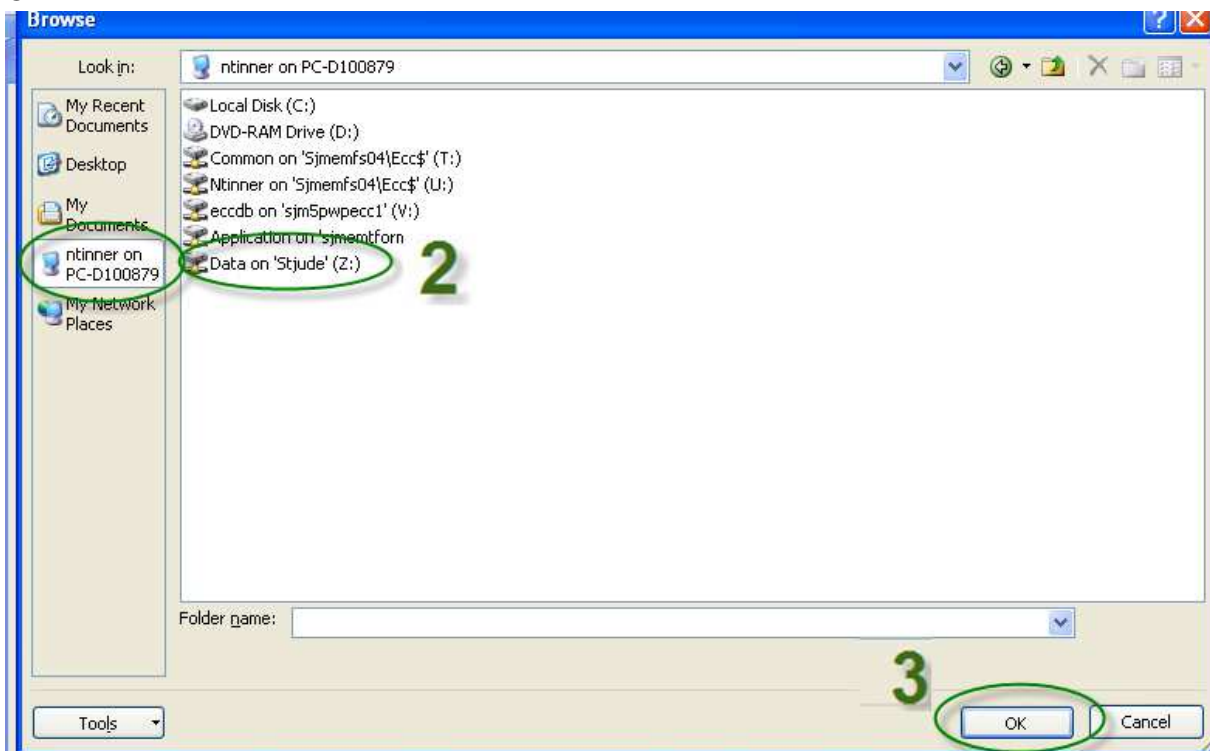 Browse
Look in:
ntinner on PC-D100879
My Recent
Documents
Desktop
My
Documents
ntinner on
PC-D100879
My Network
Places
Local Disk (C:)
DVD-RAM Drive (D:)
Common on 'Sjmemfs04\Ecc$' (T:)
Ntinner on 'Sjmemfs04\Ecc$' (U:)
eccdb on 'sjm5pwpecc1' (V:)
Application on 'sjmemtforn
Data on 'Stjude' (Z:)
2
Folder name:
3
Tools
OK
Cancel